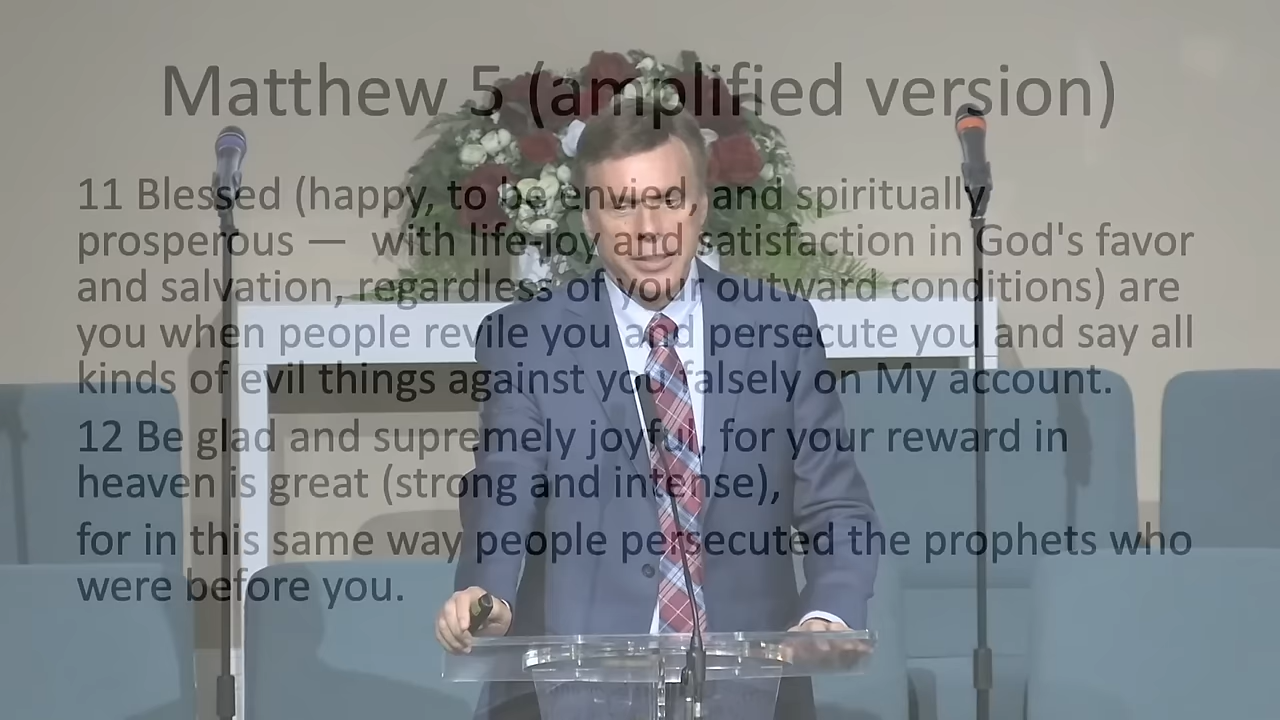 Matthew 5 (amplified version)
11 Blessed (happy, to be envied, and spiritually
prosperous — with life-joy and satisfaction in God's favor
and salvation, regardless of your outward conditions) are
you when people revile you and persecute you and say all
kinds of evil things against you falsely on My account.
12 Be glad and supremely joyful, for your reward in
heaven is great (strong and intense),
for in this same way people persecuted the prophets who
were before you.